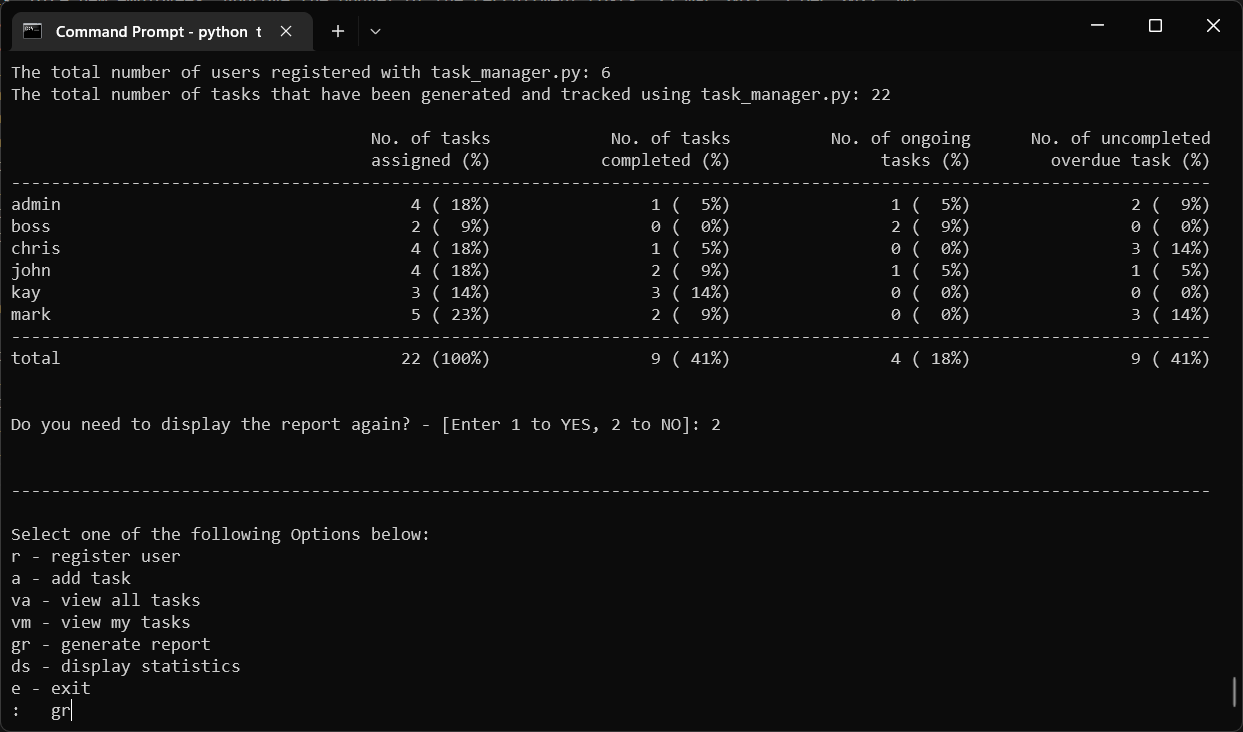 Command Prompt - python t
The total number of users registered with task_manager.py: 6
The total number of tasks that have been generated and tracked using task_manager.py: 22
No. of tasks No. of tasks No. of ongoing No. of uncompleted
assigned (%) completed (%) tasks (%) overdue task (%)
------------------------------------------------------------------------------------------------------------------------
admin 4 ( 18%) 1 (  5%) 1 (  5%) 2 (  9%)
boss 2 (  9%) 0 (  0%) 2 (  9%) 0 (  0%)
chris 4 ( 18%) 1 (  5%) 0 (  0%) 3 ( 14%)
john 4 ( 18%) 2 (  9%) 1 (  5%) 1 (  5%)
kay 3 ( 14%) 3 ( 14%) 0 (  0%) 0 (  0%)
mark 5 ( 23%) 2 (  9%) 0 (  0%) 3 ( 14%)
------------------------------------------------------------------------------------------------------------------------
total 22 (100%) 9 ( 41%) 4 ( 18%) 9 ( 41%)
Do you need to display the report again? - [Enter 1 to YES, 2 to NO]: 2
------------------------------------------------------------------------------------------------------------------------
Select one of the following Options below:
r - register user
a - add task
va - view all tasks
vm - view my tasks
gr - generate report
ds - display statistics
e - exit
: gr